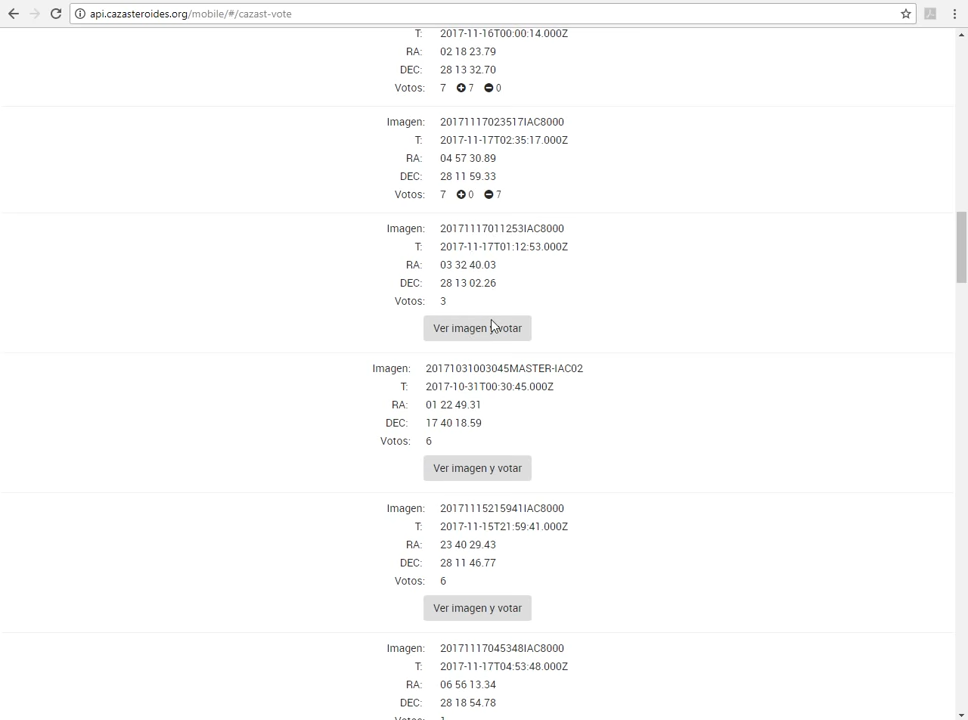 api.cazasteroides.org/mobile/#/cazast-vote
T: 2017-11-16T00:00:14.000Z
RA: 02 18 23.79
DEC: 28 13 32.70
Votos: 7 7 0
Imagen: 20171117023517IAC8000
T: 2017-11-17T02:35:17.000Z
RA: 04 57 30.89
DEC: 28 11 59.33
Votos: 7 0 7
Imagen: 20171117011253IAC8000
T: 2017-11-17T01:12:53.000Z
RA: 03 32 40.03
DEC: 28 13 02.26
Votos: 3
Ver imagen y votar
Imagen: 20171031003045MASTER-IAC02
T: 2017-10-31T00:30:45.000Z
RA: 01 22 49.31
DEC: 17 40 18.59
Votos: 6
Ver imagen y votar
Imagen: 20171115215941IAC8000
T: 2017-11-15T21:59:41.000Z
RA: 23 40 29.43
DEC: 28 11 46.77
Votos: 6
Ver imagen y votar
Imagen: 20171117045348IAC8000
T: 2017-11-17T04:53:48.000Z
RA: 06 56 13.34
DEC: 28 18 54.78
Votos: 1